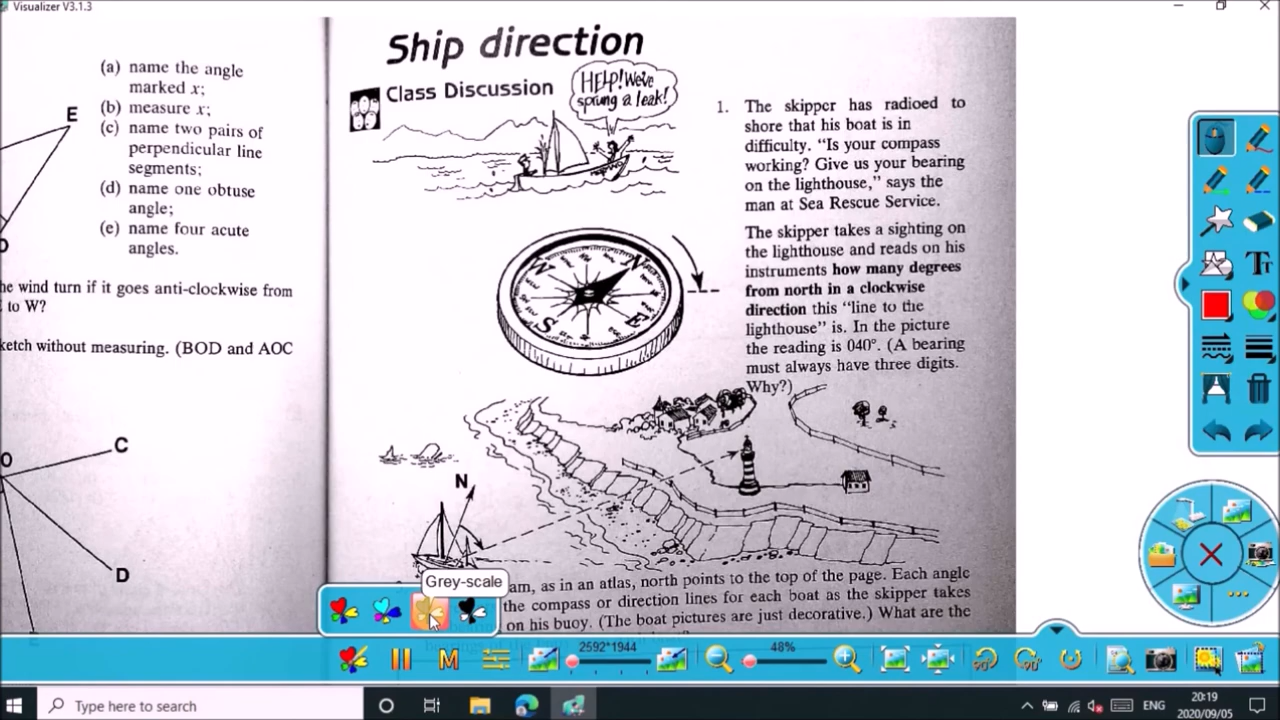 Visualizer V3.1.3
(a) name the angle
marked x;
(b) measure x;
(c) name two pairs of
perpendicular line
segments;
(d) name one obtuse
angle;
(e) name four acute
angles.
E
he wind turn if it goes anti-clockwise from
to W?
ketch without measuring. (BOD and AOC
O
C
D
Ship direction
Class Discussion
HELP! We've
sprung a leak!
1. The skipper has radioed to
shore that his boat is in
difficulty. "Is your compass
working? Give us your bearing
on the lighthouse," says the
man at Sea Rescue Service.
The skipper takes a sighting on
the lighthouse and reads on his
instruments how many degrees
from north in a clockwise
direction this "line to the
lighthouse" is. In the picture
the reading is 040°. (A bearing
must always have three digits.
Why?)
N
W
E
S
N
am, as in an atlas, north points to the top of the page. Each angle
the compass or direction lines for each boat as the skipper takes
on his buoy. (The boat pictures are just decorative.) What are the
Grey-scale
M
2592*1944
48%
90°
90°
Tт
Type here to search
ENG
20:19
2020/09/05